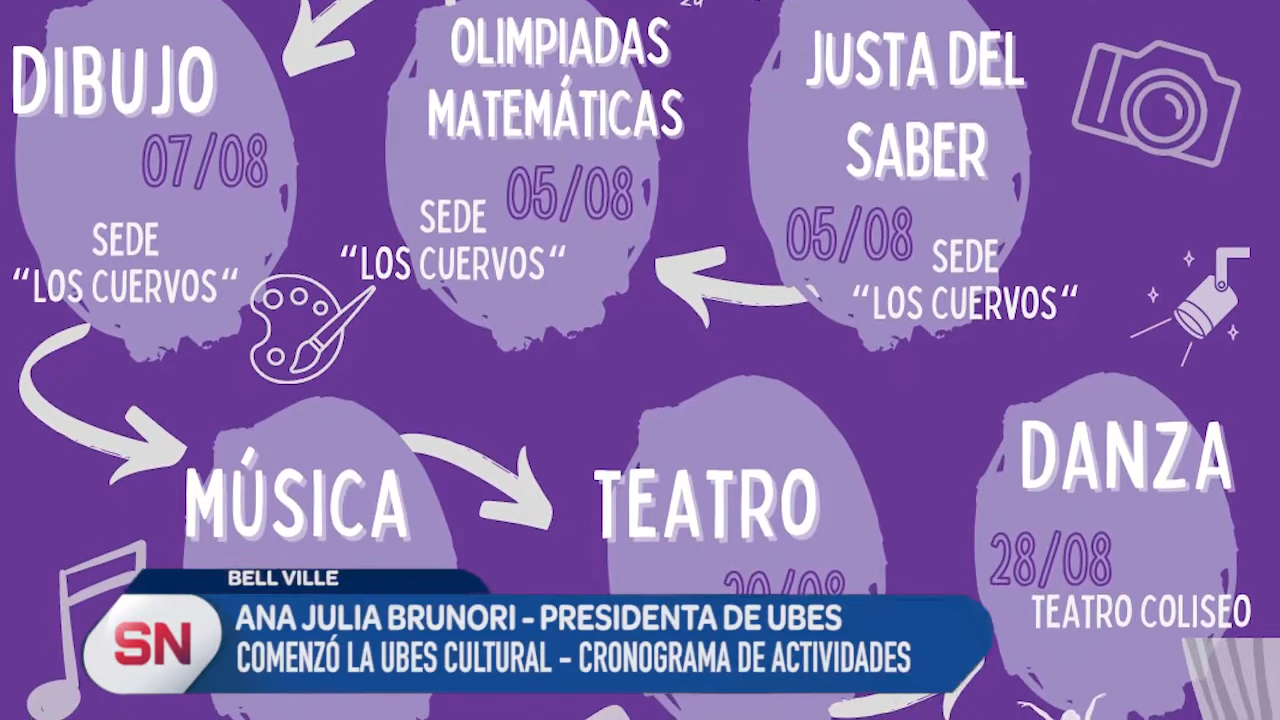 DIBUJO
07/08
SEDE
“LOS CUERVOS“
OLIMPIADAS
MATEMÁTICAS
05/08
SEDE
“LOS CUERVOS“
JUSTA DEL
SABER
05/08
SEDE
“LOS CUERVOS“
MÚSICA
TEATRO
DANZA
28/08
TEATRO COLISEO
BELL VILLE
SN
ANA JULIA BRUNORI - PRESIDENTA DE UBES
COMENZÓ LA UBES CULTURAL - CRONOGRAMA DE ACTIVIDADES